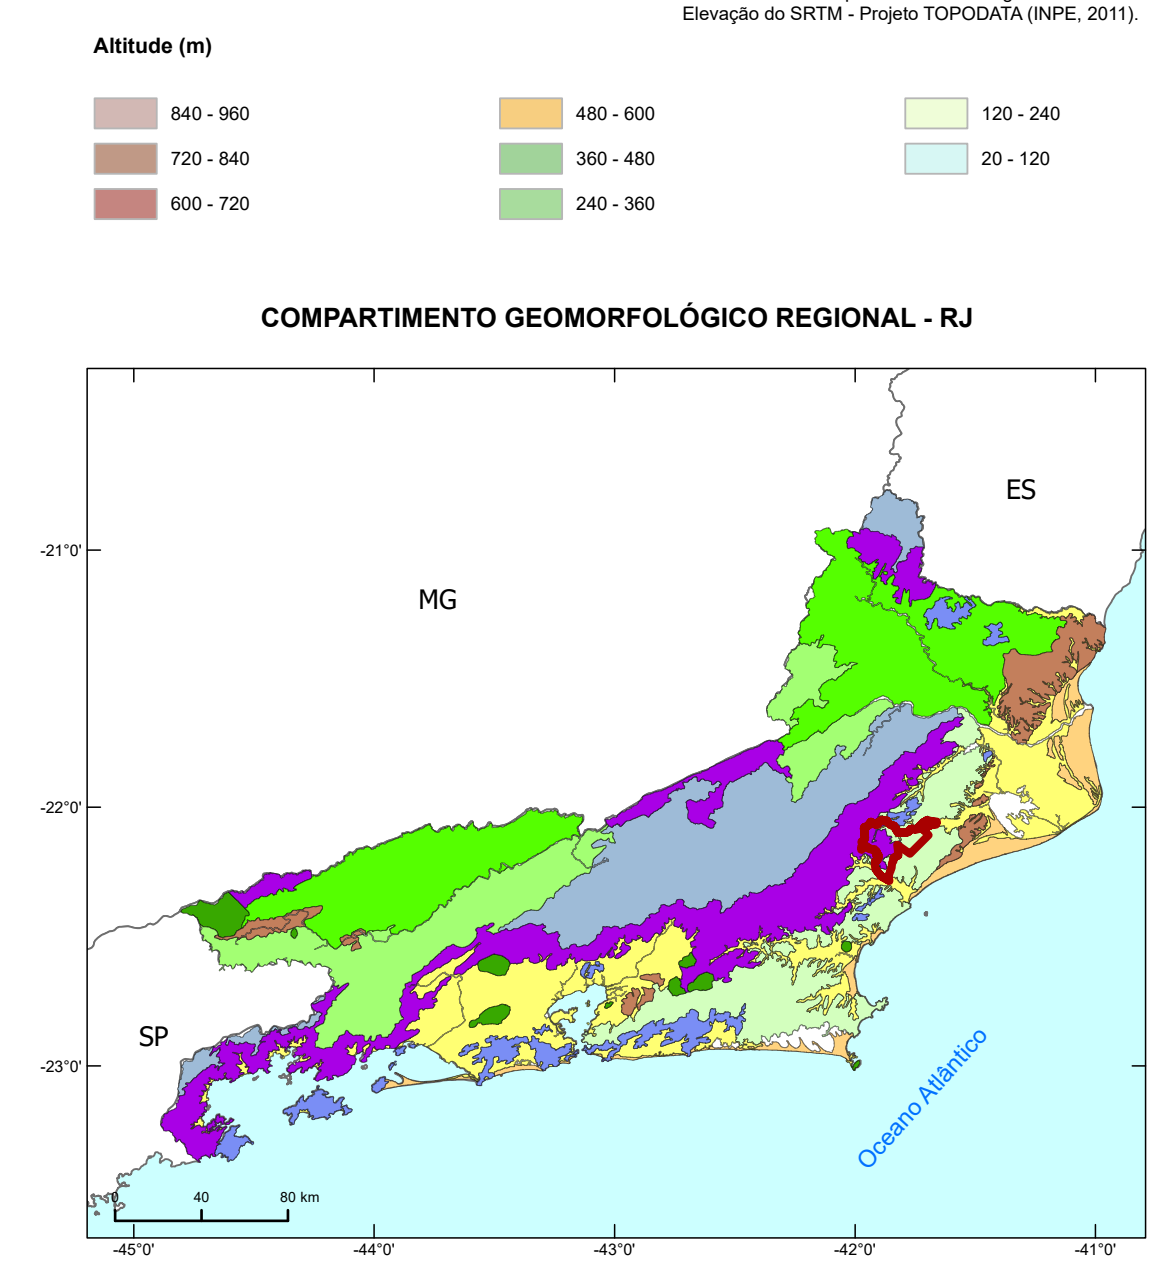 Elevação do SRTM - Projeto TOPODATA (INPE, 2011).
Altitude (m)
840 - 960
720 - 840
600 - 720
480 - 600
360 - 480
240 - 360
120 - 240
20 - 120
COMPARTIMENTO GEOMORFOLÓGICO REGIONAL - RJ
ES
-21°0'
MG
-22°0'
SP
-23°0'
Oceano Atlântico
0 40 80 km
-45°0' -44°0' -43°0' -42°0' -41°0'